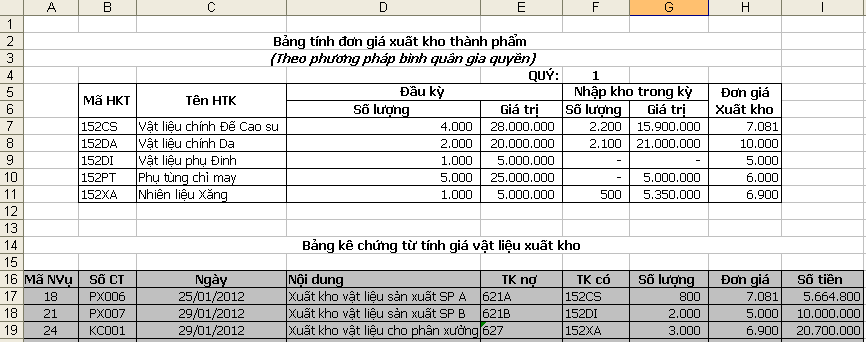 A B C D E F G H I
1
2 Bảng tính đơn giá xuất kho thành phẩm
3 (Theo phương pháp bình quân gia quyền)
4 QUÝ: 1
5 Mã HKT Tên HTK Đầu kỳ Nhập kho trong kỳ Đơn giá
6 Số lượng Giá trị Số lượng Giá trị Xuất kho
7 152CS Vật liệu chính Đế Cao su 4.000 28.000.000 2.200 15.900.000 7.081
8 152DA Vật liệu chính Da 2.000 20.000.000 2.100 21.000.000 10.000
9 152DI Vật liệu phụ Đinh 1.000 5.000.000 - - 5.000
10 152PT Phụ tùng chỉ may 5.000 25.000.000 - 5.000.000 6.000
11 152XA Nhiên liệu Xăng 1.000 5.000.000 500 5.350.000 6.900
12
13
14 Bảng kê chứng từ tính giá vật liệu xuất kho
15
16 Mã NVụ Số CT Ngày Nội dung TK nợ TK có Số lượng Đơn giá Số tiền
17 18 PX006 25/01/2012 Xuất kho vật liệu sản xuất SP A 621A 152CS 800 7.081 5.664.800
18 21 PX007 29/01/2012 Xuất kho vật liệu sản xuất SP B 621B 152DI 2.000 5.000 10.000.000
19 24 KC001 29/01/2012 Xuất kho vật liệu cho phân xưởng 627 152XA 3.000 6.900 20.700.000